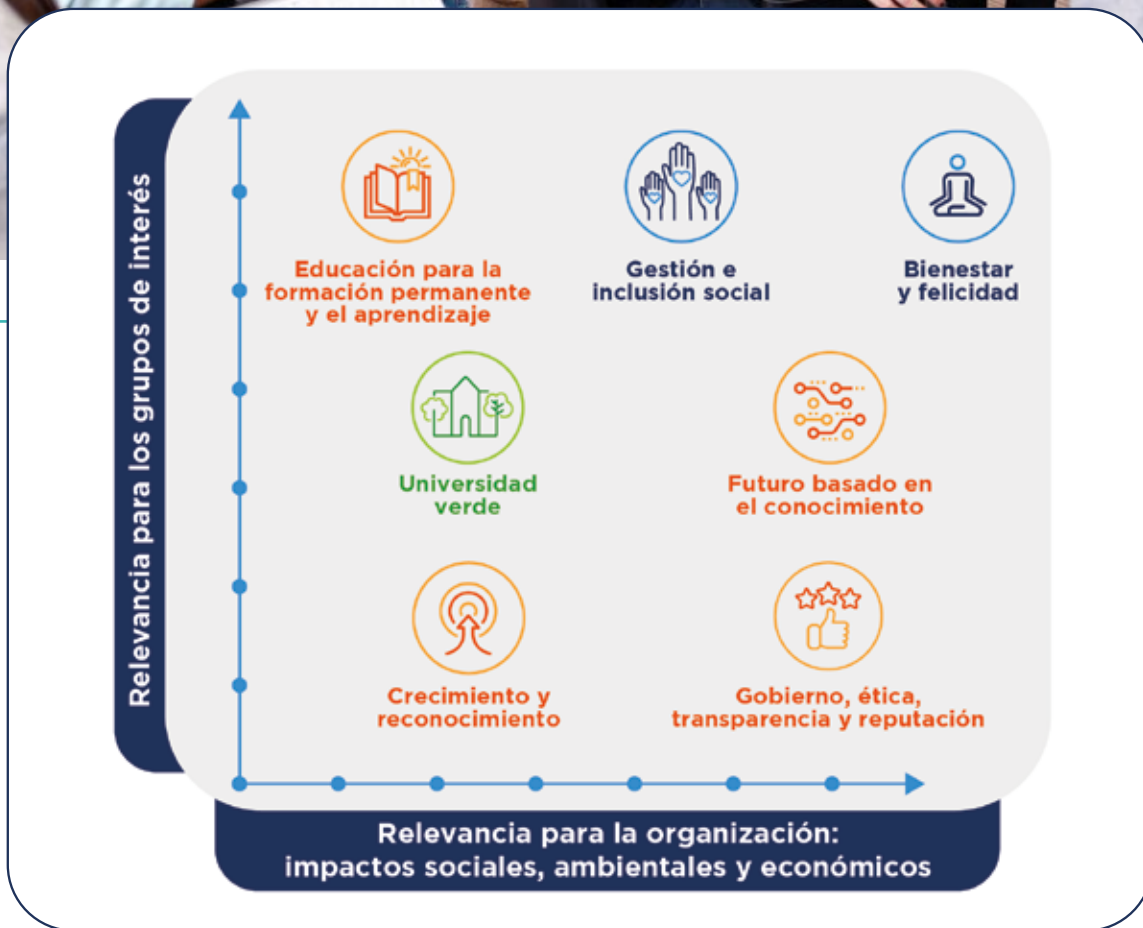 Relevancia para los grupos de interés
Educación para la
formación permanente
y el aprendizaje
Gestión e
inclusión social
Bienestar
y felicidad
Universidad
verde
Futuro basado en
el conocimiento
Crecimiento y
reconocimiento
Gobierno, ética,
transparencia y reputación
Relevancia para la organización:
impactos sociales, ambientales y económicos